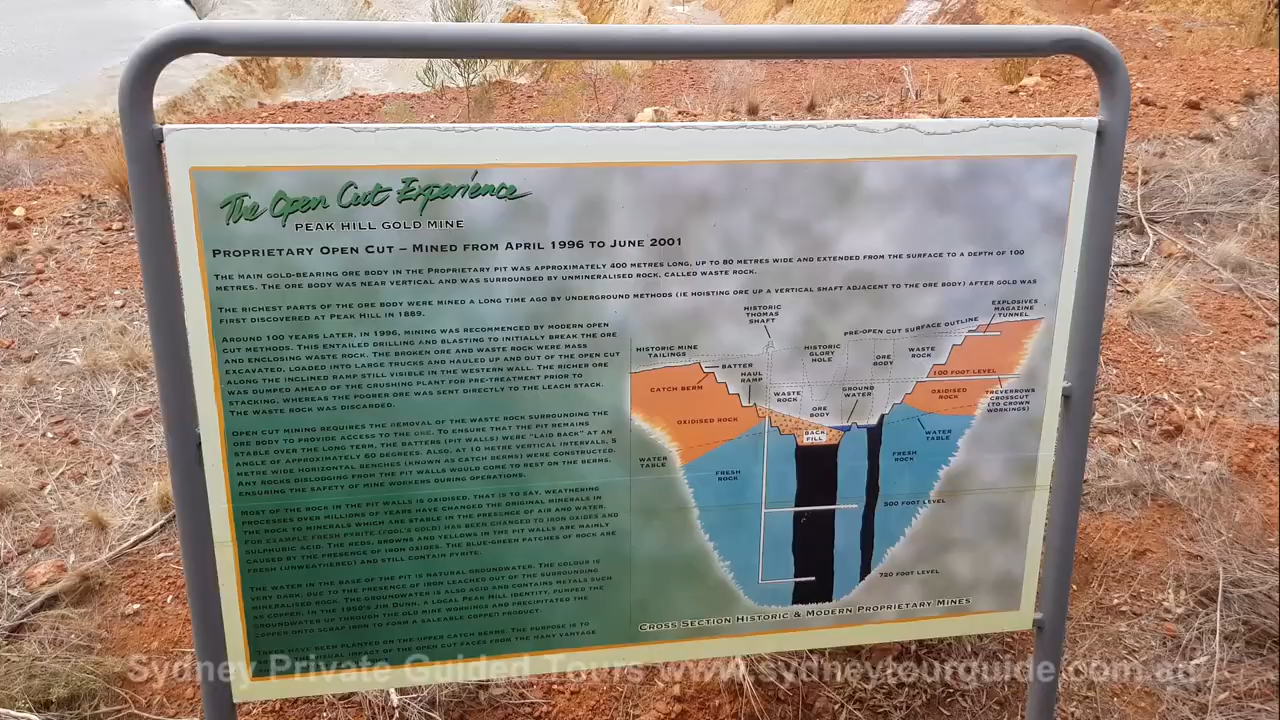 The Open Cut Experience
PEAK HILL GOLD MINE
PROPRIETARY OPEN CUT – MINED FROM APRIL 1996 TO JUNE 2001
THE MAIN GOLD-BEARING ORE BODY IN THE PROPRIETARY PIT WAS APPROXIMATELY 400 METRES LONG, UP TO 80 METRES WIDE AND EXTENDED FROM THE SURFACE TO A DEPTH OF 100
METRES. THE ORE BODY WAS NEAR VERTICAL AND WAS SURROUNDED BY UNMINERALISED ROCK, CALLED WASTE ROCK.
THE RICHEST PARTS OF THE ORE BODY WERE MINED A LONG TIME AGO BY UNDERGROUND METHODS (IE HOISTING ORE UP A VERTICAL SHAFT ADJACENT TO THE ORE BODY) AFTER GOLD WAS
FIRST DISCOVERED AT PEAK HILL IN 1889.
AROUND 100 YEARS LATER, IN 1996, MINING WAS RECOMMENCED BY MODERN OPEN
CUT METHODS. THIS ENTAILED DRILLING AND BLASTING TO INITIALLY BREAK THE ORE
AND ENCLOSING WASTE ROCK. THE BROKEN ORE AND WASTE ROCK WERE MASS
EXCAVATED, LOADED INTO LARGE TRUCKS AND HAULED UP AND OUT OF THE OPEN CUT
ALONG THE INCLINED RAMP STILL VISIBLE IN THE WESTERN WALL. THE RICHER ORE
WAS DUMPED AHEAD OF THE CRUSHING PLANT FOR PRE-TREATMENT PRIOR TO
STACKING, WHEREAS THE POORER ORE WAS SENT DIRECTLY TO THE LEACH STACK.
THE WASTE ROCK WAS DISCARDED.
OPEN CUT MINING REQUIRES THE REMOVAL OF THE WASTE ROCK SURROUNDING THE
ORE BODY TO PROVIDE ACCESS TO THE ORE. TO ENSURE THAT THE PIT REMAINS
STABLE OVER THE LONG TERM, THE BATTERS (PIT WALLS) WERE "LAID BACK" AT AN
ANGLE OF APPROXIMATELY 60 DEGREES. ALSO, AT 10 METRE VERTICAL INTERVALS, 5
METRE WIDE HORIZONTAL BENCHES (KNOWN AS CATCH BERMS) WERE CONSTRUCTED.
ANY ROCKS DISLODGING FROM THE PIT WALLS WOULD COME TO REST ON THE BERMS,
ENSURING THE SAFETY OF MINE WORKERS DURING OPERATIONS.
MOST OF THE ROCK IN THE PIT WALLS IS OXIDISED, THAT IS TO SAY, WEATHERING
PROCESSES OVER MILLIONS OF YEARS HAVE CHANGED THE ORIGINAL MINERALS IN
THE ROCK TO MINERALS WHICH ARE STABLE IN THE PRESENCE OF AIR AND WATER.
FOR EXAMPLE FRESH PYRITE (FOOL'S GOLD) HAS BEEN CHANGED TO IRON OXIDES AND
SULPHURIC ACID. THE REDS, BROWNS AND YELLOWS IN THE PIT WALLS ARE MAINLY
CAUSED BY THE PRESENCE OF IRON OXIDES. THE BLUE-GREEN PATCHES OF ROCK ARE
FRESH (UNWEATHERED) AND STILL CONTAIN PYRITE.
THE WATER IN THE BASE OF THE PIT IS NATURAL GROUNDWATER. THE COLOUR IS
VERY DARK, DUE TO THE PRESENCE OF IRON LEACHED OUT OF THE SURROUNDING
MINERALISED ROCK. THE GROUNDWATER IS ALSO ACID AND CONTAINS METALS SUCH
AS COPPER. IN THE 1950'S JIM DUNN, A LOCAL PEAK HILL IDENTITY, PUMPED THE
GROUNDWATER UP THROUGH THE OLD MINE WORKINGS AND PRECIPITATED THE
COPPER ONTO SCRAP IRON TO FORM A SALEABLE COPPER PRODUCT.
HAVE BEEN PLANTED ON THE UPPER CATCH BERMS. THE PURPOSE IS TO
VISUAL IMPACT OF THE OPEN CUT FACES FROM THE MANY VANTAGE
HISTORIC
THOMAS
SHAFT
EXPLOSIVES
MAGAZINE
TUNNEL
PRE-OPEN CUT SURFACE OUTLINE
HISTORIC MINE
TAILINGS
BATTER
HAUL
RAMP
HISTORIC
GLORY
HOLE
ORE
BODY
WASTE
ROCK
100 FOOT LEVEL
CATCH BERM
WASTE
ROCK
GROUND
WATER
OXIDISED
ROCK
TREVERROWS
CROSSCUT
(TO CROWN
WORKINGS)
OXIDISED ROCK
ORE
BODY
BACK
FILL
WATER
TABLE
WATER
TABLE
FRESH
ROCK
FRESH
ROCK
500 FOOT LEVEL
720 FOOT LEVEL
CROSS SECTION HISTORIC & MODERN PROPRIETARY MINES
Sydney Private Guided Tours www.sydneytourguide.com.au